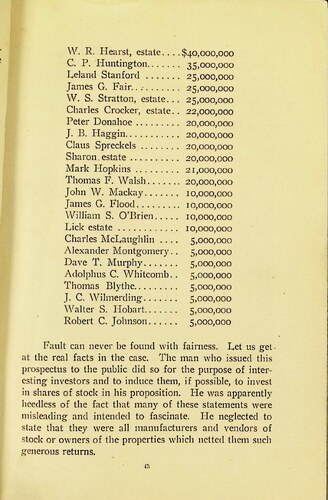 W. R. Hearst, estate....$40,000,000
C. P. Huntington...... 35,000,000
Leland Stanford ....... 25,000,000
James G. Fair.......... 25,000,000
W. S. Stratton, estate... 25,000,000
Charles Crocker, estate.. 22,000,000
Peter Donahoe ........ 20,000,000
J. B. Haggin.......... 20,000,000
Claus Spreckels ....... 20,000,000
Sharon estate ......... 20,000,000
Mark Hopkins ........ 21,000,000
Thomas F. Walsh....... 20,000,000
John W. Mackay....... 10,000,000
James G. Flood........ 10,000,000
William S. O'Brien..... 10,000,000
Lick estate ........... 10,000,000
Charles McLaughlin .... 5,000,000
Alexander Montgomery.. 5,000,000
Dave T. Murphy....... 5,000,000
Adolphus C. Whitcomb.. 5,000,000
Thomas Blythe......... 5,000,000
J. C. Wilmerding....... 5,000,000
Walter S. Hobart....... 5,000,000
Robert C. Johnson...... 5,000,000
Fault can never be found with fairness. Let us get
at the real facts in the case. The man who issued this
prospectus to the public did so for the purpose of inter-
esting investors and to induce them, if possible, to invest
in shares of stock in his proposition. He was apparently
heedless of the fact that many of these statements were
misleading and intended to fascinate. He neglected to
state that they were all manufacturers and vendors of
stock or owners of the properties which netted them such
generous returns.